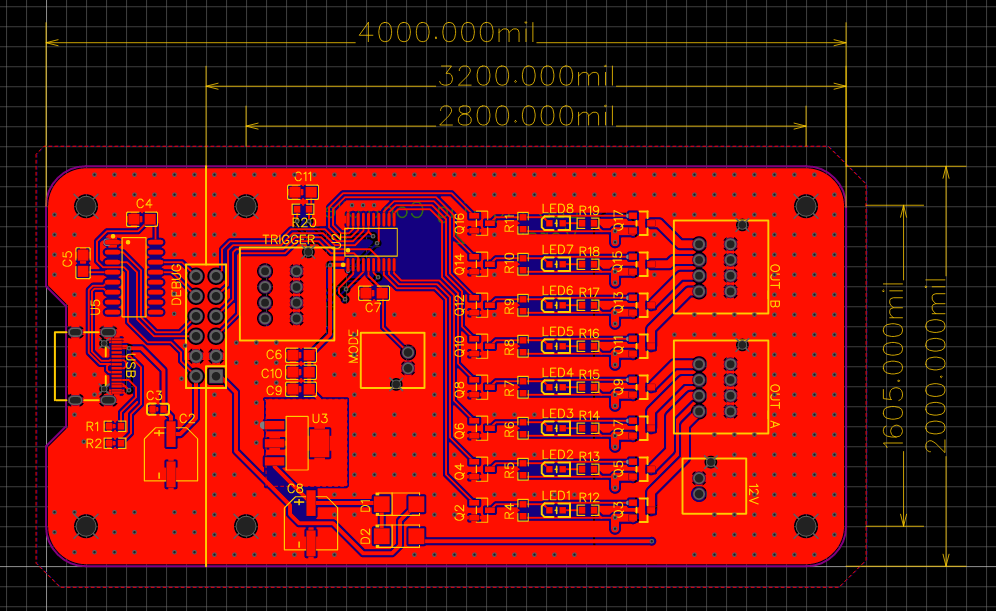 4000.000mil
3200.000mil
2800.000mil
C11
R20
C4
TRIGGER
U2
C5
U5
DEBUG
C7
MODE
USB
C6
C10
C9
C3
C2
R1
R2
U3
C8
D1
D2
Q16
R11
LED8
R19
Q17
Q14
R10
LED7
R18
Q15
Q12
R9
LED6
R17
Q13
Q10
R8
LED5
R16
Q11
Q8
R7
LED4
R15
Q9
Q6
R6
LED3
R14
Q7
Q4
R5
LED2
R13
Q5
Q2
R4
LED1
R12
Q3
OUT B
OUT A
12V
1605.000mil
2000.000mil